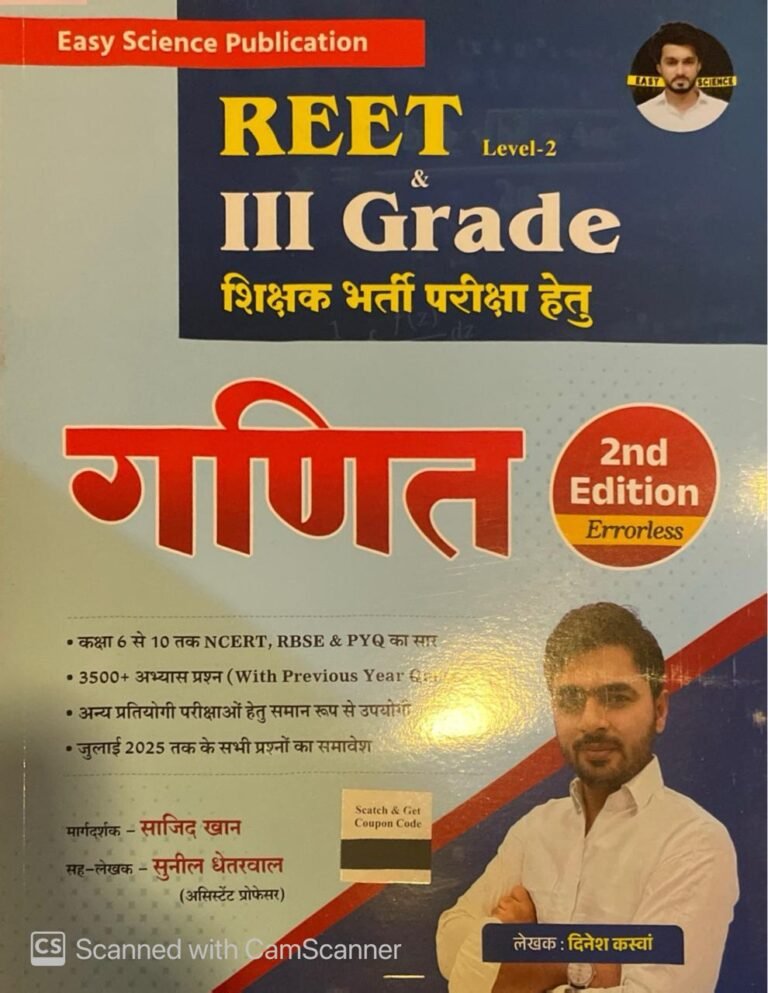 Easy Science Publication
EASY SCIENCE
REET Level-2
&
III Grade
शिक्षक भर्ती परीक्षा हेतु
गणित
2nd
Edition
Errorless
• कक्षा 6 से 10 तक NCERT, RBSE & PYQ का सार
• 3500+ अभ्यास प्रश्न (With Previous Year
• अन्य प्रतियोगी परीक्षाओं हेतु समान रूप से उपयोगी
• जुलाई 2025 तक के सभी प्रश्नों का समावेश
Scatch & Get
Coupon Code
मार्गदर्शक – साजिद खान
सह-लेखक – सुनील धेतरवाल
(असिस्टेंट प्रोफेसर)
लेखक : दिनेश कस्वां
CS Scanned with CamScanner